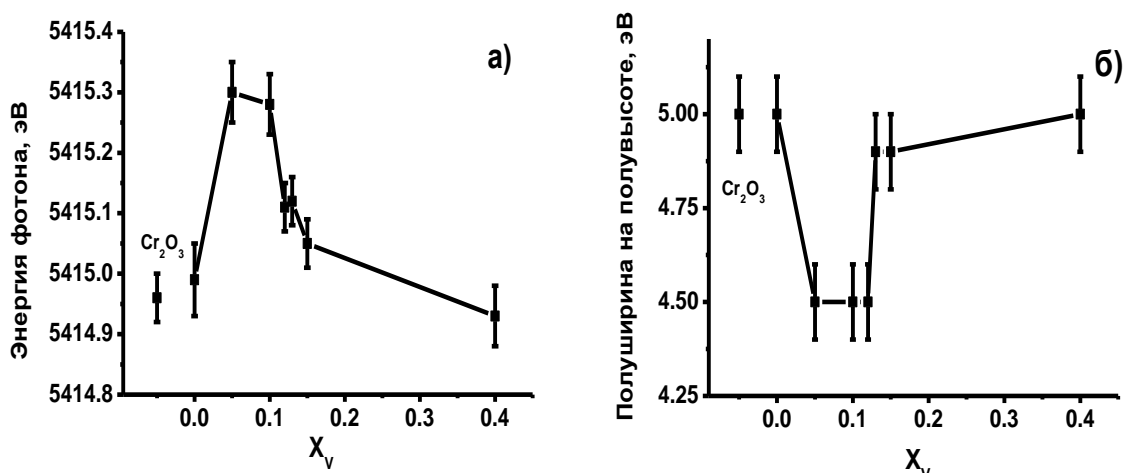 Энергия фотона, эВ
5415.4
5415.3
5415.2
5415.1
5415.0
5414.9
5414.8
а)
Cr₂O₃
0.0 0.1 0.2 0.3 0.4
X_V
Полуширина на полувысоте, эВ
5.00
4.75
4.50
4.25
б)
Cr₂O₃
0.0 0.1 0.2 0.3 0.4
X_V